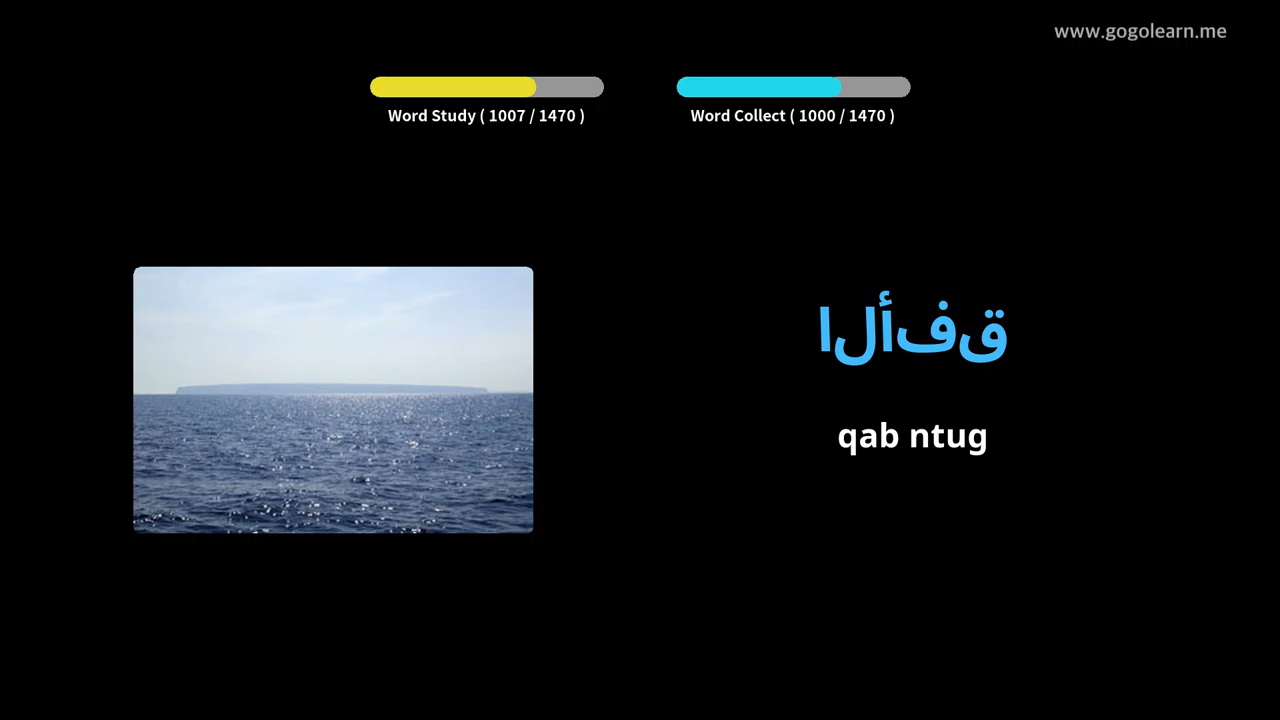 www.gogolearn.me
Word Study ( 1007 / 1470 )
Word Collect ( 1000 / 1470 )
الأفق
qab ntug